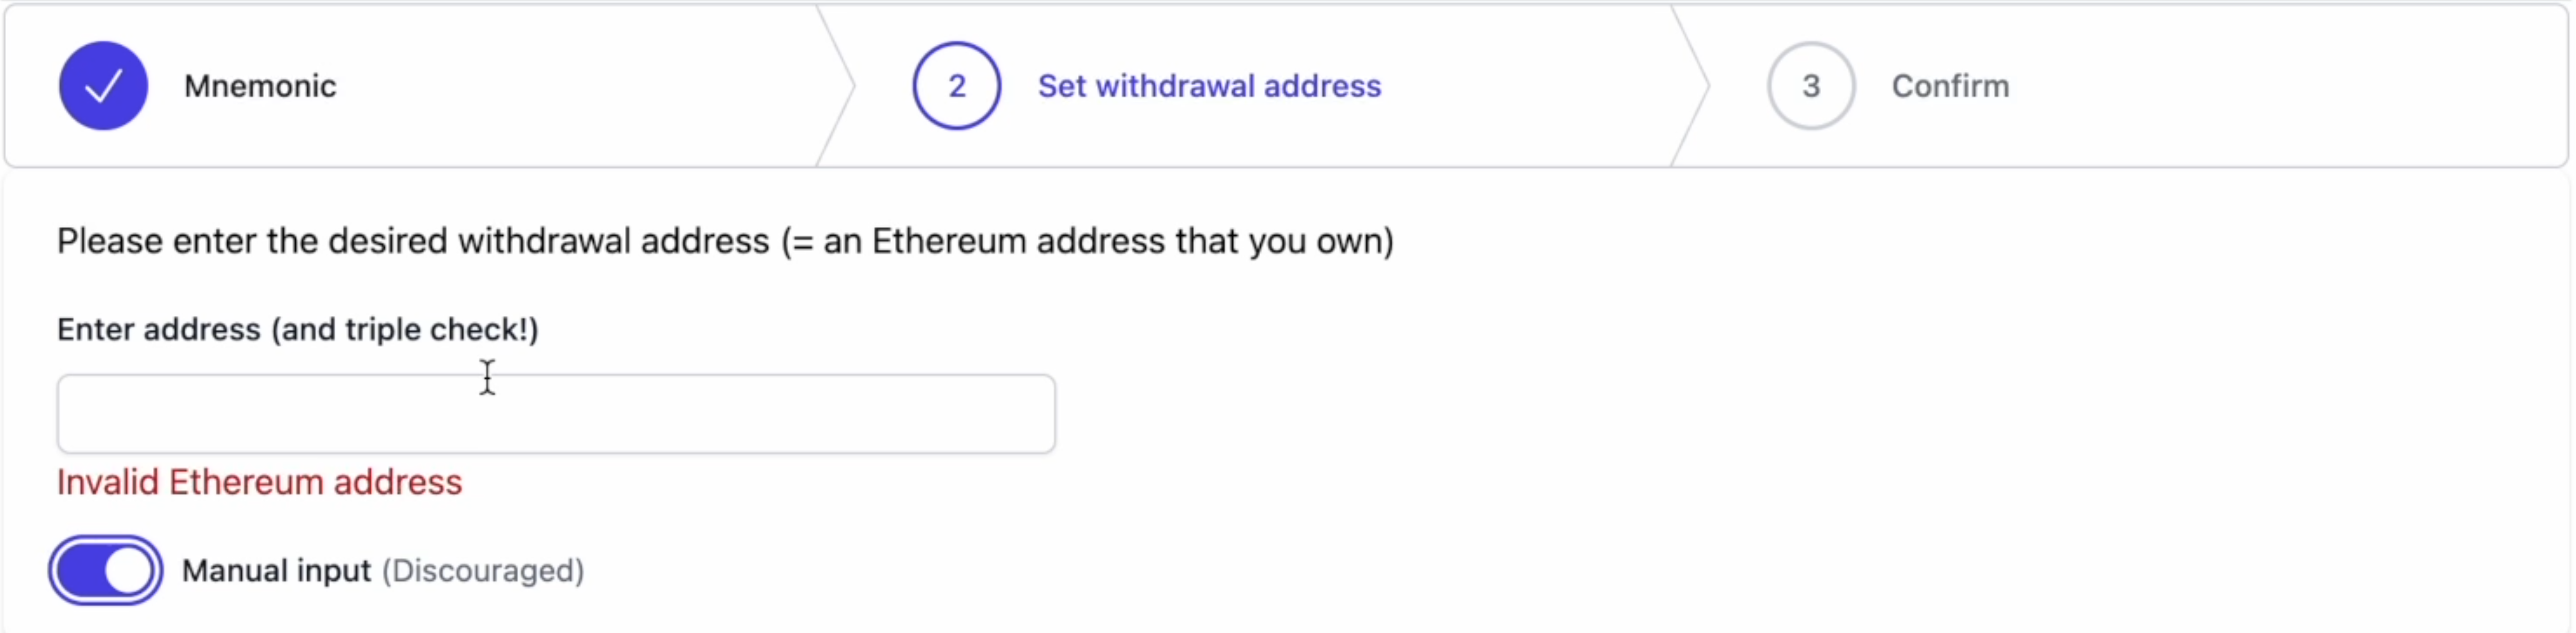 Mnemonic
2 Set withdrawal address
3 Confirm
Please enter the desired withdrawal address (= an Ethereum address that you own)
Enter address (and triple check!)
Invalid Ethereum address
Manual input (Discouraged)